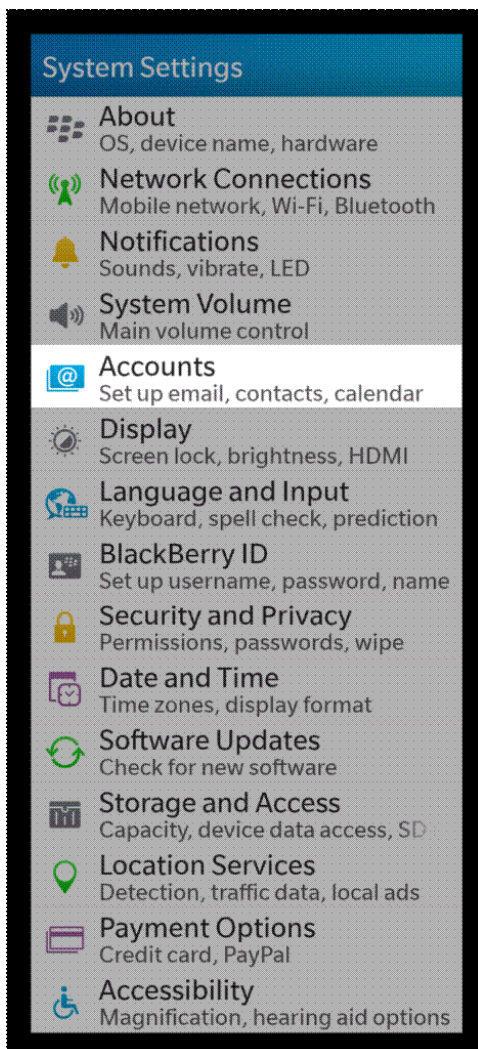 System Settings
About
OS, device name, hardware
Network Connections
Mobile network, Wi-Fi, Bluetooth
Notifications
Sounds, vibrate, LED
System Volume
Main volume control
Accounts
Set up email, contacts, calendar
Display
Screen lock, brightness, HDMI
Language and Input
Keyboard, spell check, prediction
BlackBerry ID
Set up username, password, name
Security and Privacy
Permissions, passwords, wipe
Date and Time
Time zones, display format
Software Updates
Check for new software
Storage and Access
Capacity, device data access, SD
Location Services
Detection, traffic data, local ads
Payment Options
Credit card, PayPal
Accessibility
Magnification, hearing aid options